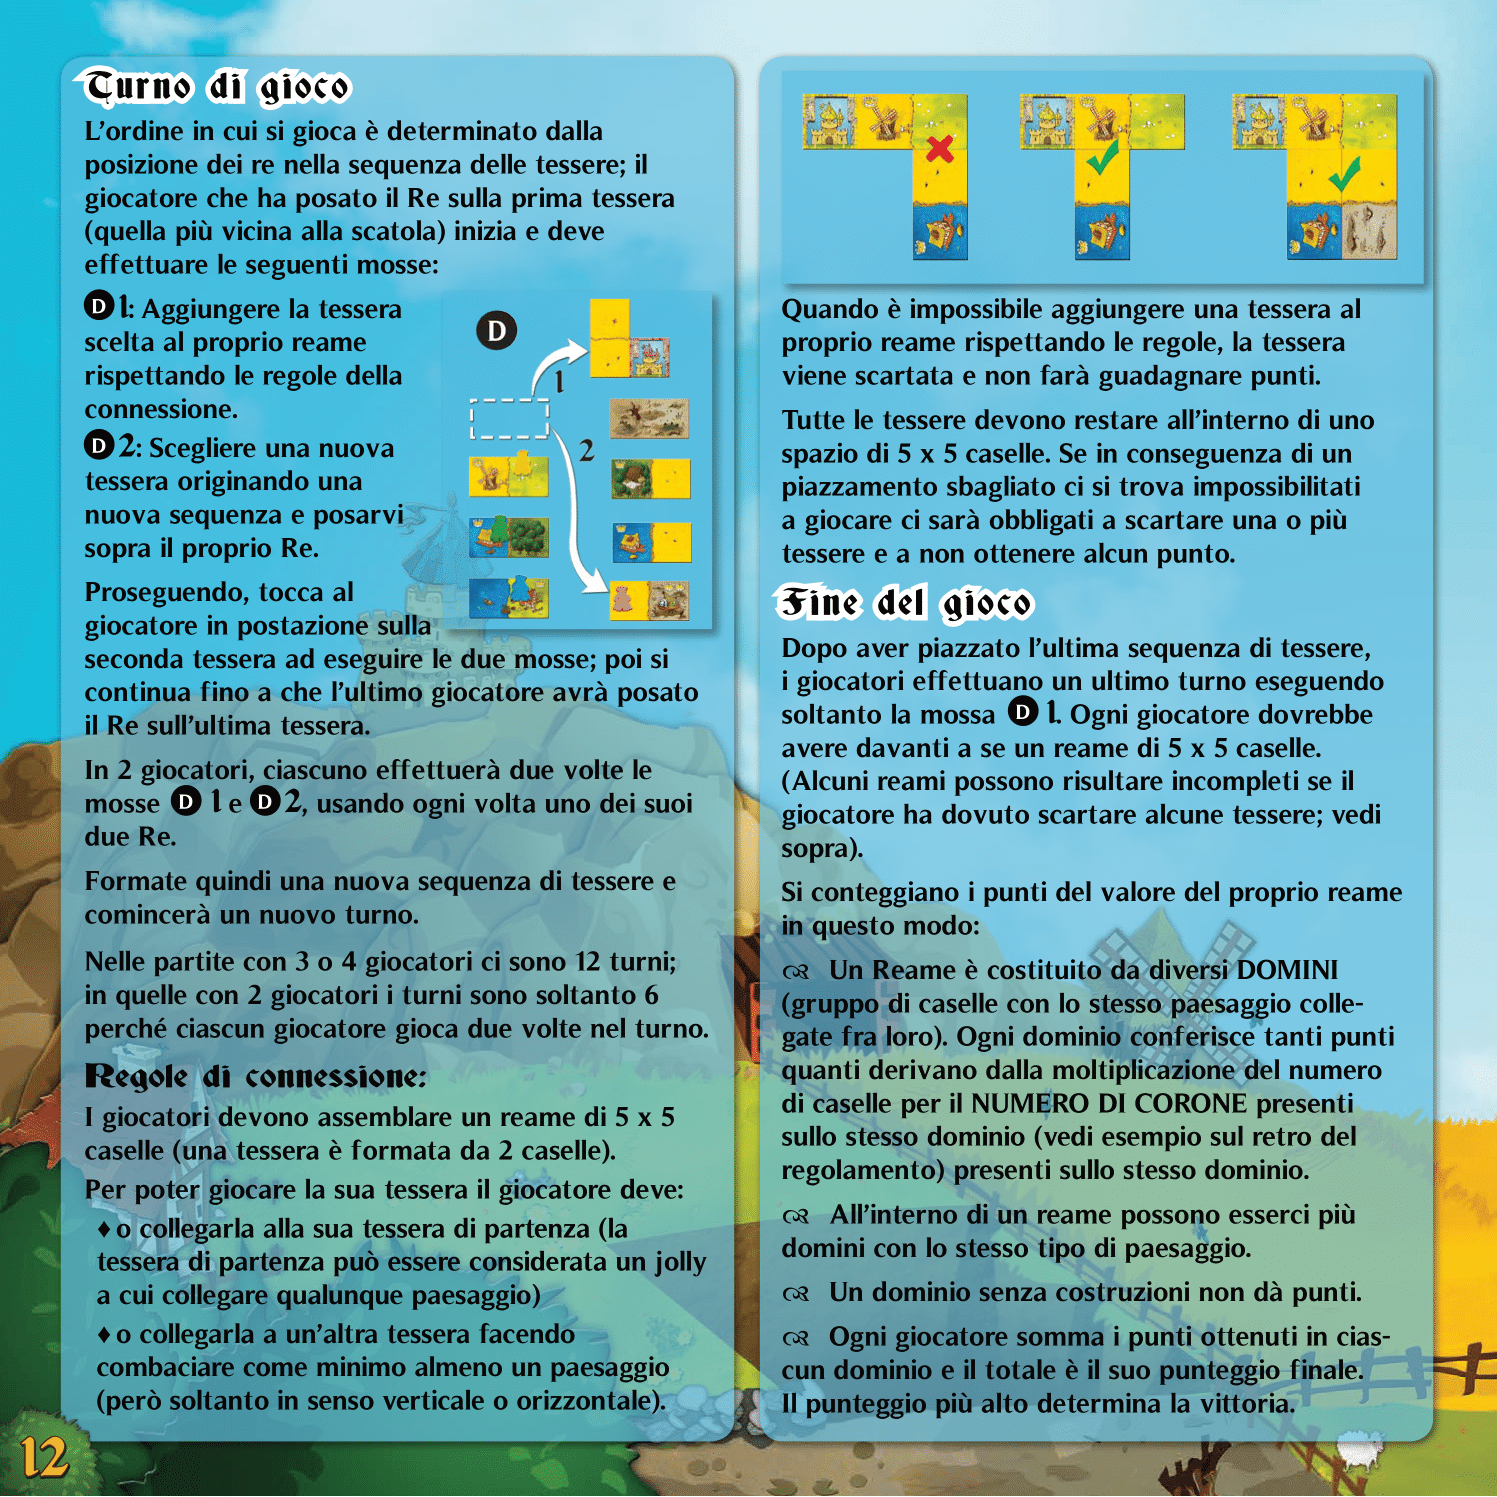 Turno di gioco
L'ordine in cui si gioca è determinato dalla
posizione dei re nella sequenza delle tessere; il
giocatore che ha posato il Re sulla prima tessera
(quella più vicina alla scatola) inizia e deve
effettuare le seguenti mosse:
D 1: Aggiungere la tessera
scelta al proprio reame
rispettando le regole della
connessione.
D 2: Scegliere una nuova
tessera originando una
nuova sequenza e posarvi
sopra il proprio Re.
D
1
2
Proseguendo, tocca al
giocatore in postazione sulla
seconda tessera ad eseguire le due mosse; poi si
continua fino a che l'ultimo giocatore avrà posato
il Re sull'ultima tessera.
In 2 giocatori, ciascuno effettuerà due volte le
mosse D 1 e D 2, usando ogni volta uno dei suoi
due Re.
Formate quindi una nuova sequenza di tessere e
comincerà un nuovo turno.
Nelle partite con 3 o 4 giocatori ci sono 12 turni;
in quelle con 2 giocatori i turni sono soltanto 6
perché ciascun giocatore gioca due volte nel turno.
Regole di connessione:
I giocatori devono assemblare un reame di 5 x 5
caselle (una tessera è formata da 2 caselle).
Per poter giocare la sua tessera il giocatore deve:
♦ o collegarla alla sua tessera di partenza (la
tessera di partenza può essere considerata un jolly
a cui collegare qualunque paesaggio)
♦ o collegarla a un'altra tessera facendo
combaciare come minimo almeno un paesaggio
(però soltanto in senso verticale o orizzontale).
12
Quando è impossibile aggiungere una tessera al
proprio reame rispettando le regole, la tessera
viene scartata e non farà guadagnare punti.
Tutte le tessere devono restare all'interno di uno
spazio di 5 x 5 caselle. Se in conseguenza di un
piazzamento sbagliato ci si trova impossibilitati
a giocare ci sarà obbligati a scartare una o più
tessere e a non ottenere alcun punto.
Fine del gioco
Dopo aver piazzato l'ultima sequenza di tessere,
i giocatori effettuano un ultimo turno eseguendo
soltanto la mossa D 1. Ogni giocatore dovrebbe
avere davanti a se un reame di 5 x 5 caselle.
(Alcuni reami possono risultare incompleti se il
giocatore ha dovuto scartare alcune tessere; vedi
sopra).
Si conteggiano i punti del valore del proprio reame
in questo modo:
Un Reame è costituito da diversi DOMINI
(gruppo di caselle con lo stesso paesaggio colle-
gate fra loro). Ogni dominio conferisce tanti punti
quanti derivano dalla moltiplicazione del numero
di caselle per il NUMERO DI CORONE presenti
sullo stesso dominio (vedi esempio sul retro del
regolamento) presenti sullo stesso dominio.
All'interno di un reame possono esserci più
domini con lo stesso tipo di paesaggio.
Un dominio senza costruzioni non dà punti.
Ogni giocatore somma i punti ottenuti in cias-
cun dominio e il totale è il suo punteggio finale.
Il punteggio più alto determina la vittoria.